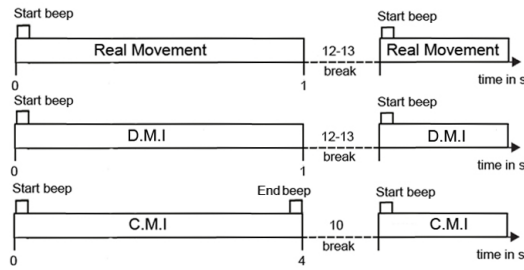 Start beep Start beep
Real Movement 12-13 Real Movement
break
0 1 time in s
Start beep Start beep
D.M.I 12-13 D.M.I
break
0 1 time in s
Start beep End beep Start beep
C.M.I 10 C.M.I
break
0 4 time in s